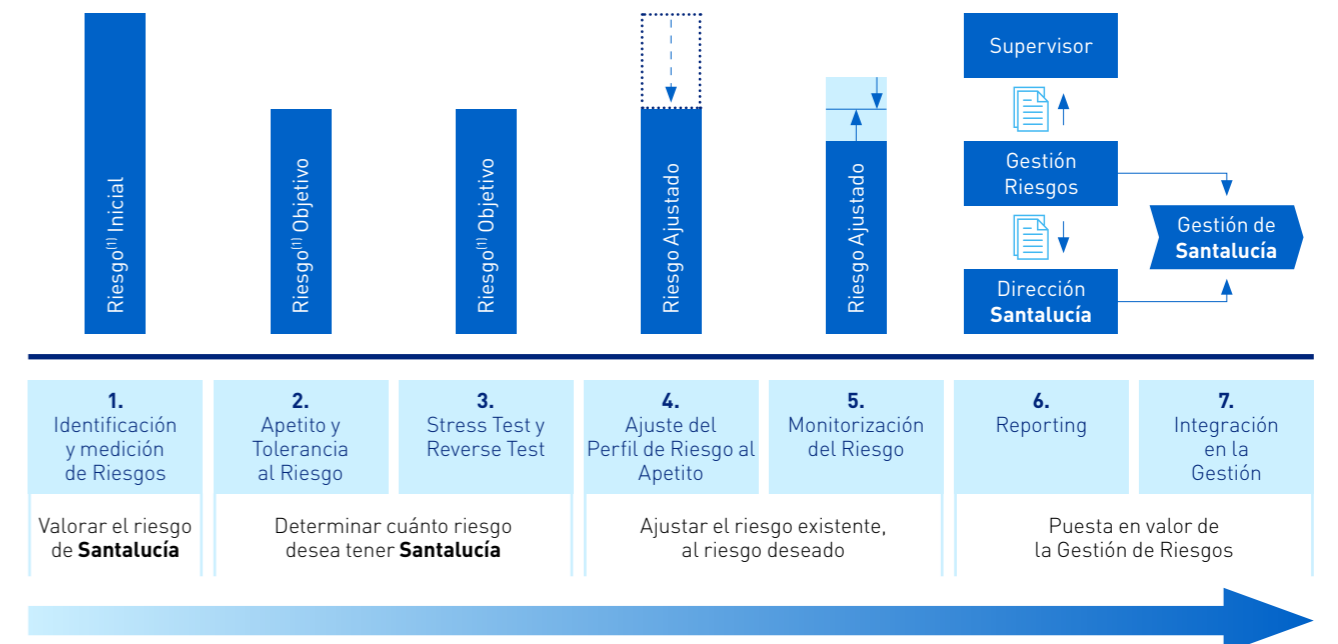 Riesgo(1) Inicial
Riesgo(1) Objetivo
Riesgo(1) Objetivo
Riesgo Ajustado
Riesgo Ajustado
Supervisor
Gestión
Riesgos
Dirección
Santalucía
Gestión de
Santalucía
1.
Identificación
y medición
de Riesgos
2.
Apetito y
Tolerancia
al Riesgo
3.
Stress Test y
Reverse Test
4.
Ajuste del
Perfil de Riesgo al
Apetito
5.
Monitorización
del Riesgo
6.
Reporting
7.
Integración
en la
Gestión
Valorar el riesgo
de Santalucía
Determinar cuánto riesgo
desea tener Santalucía
Ajustar el riesgo existente,
al riesgo deseado
Puesta en valor de
la Gestión de Riesgos